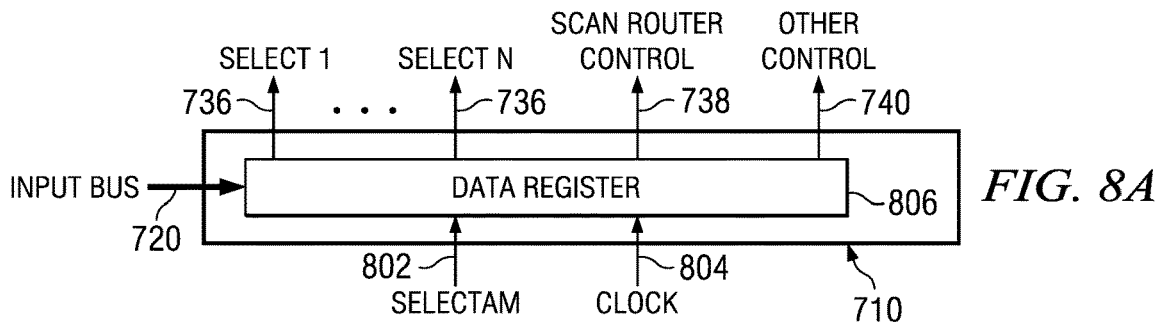 SCAN ROUTER OTHER
SELECT 1 SELECT N CONTROL CONTROL
736 . . . 736 738 740
INPUT BUS DATA REGISTER FIG. 8A
806
720
802 804
SELECTAM CLOCK 710